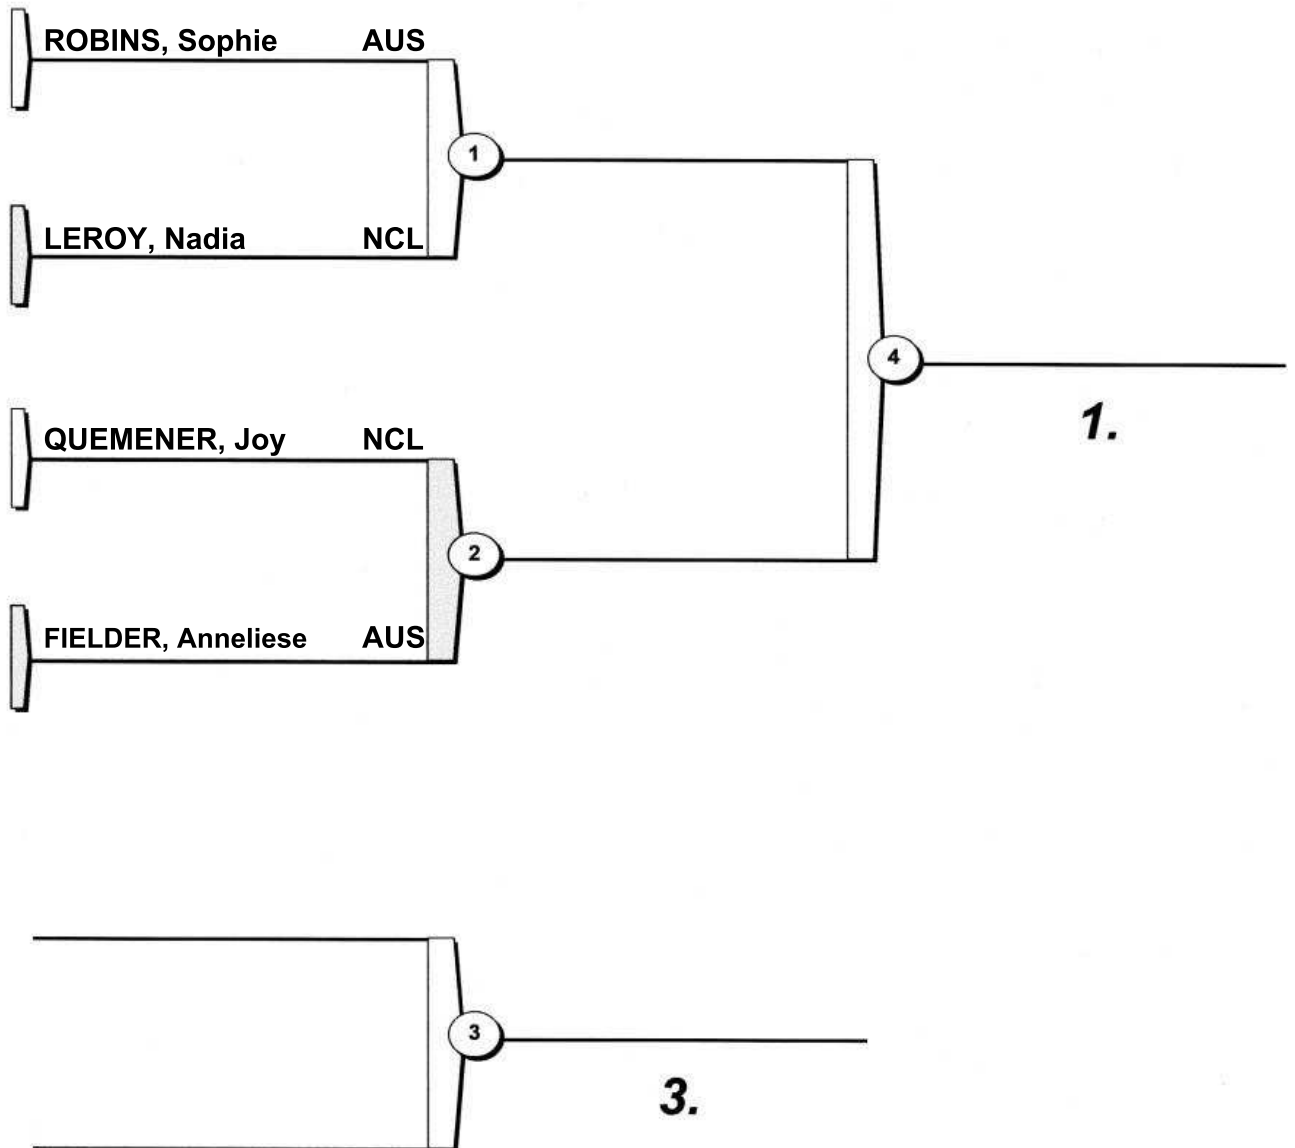 ROBINS, Sophie AUS
1
LEROY, Nadia NCL
4
1.
QUEMENER, Joy NCL
2
FIELDER, Anneliese AUS
3
3.